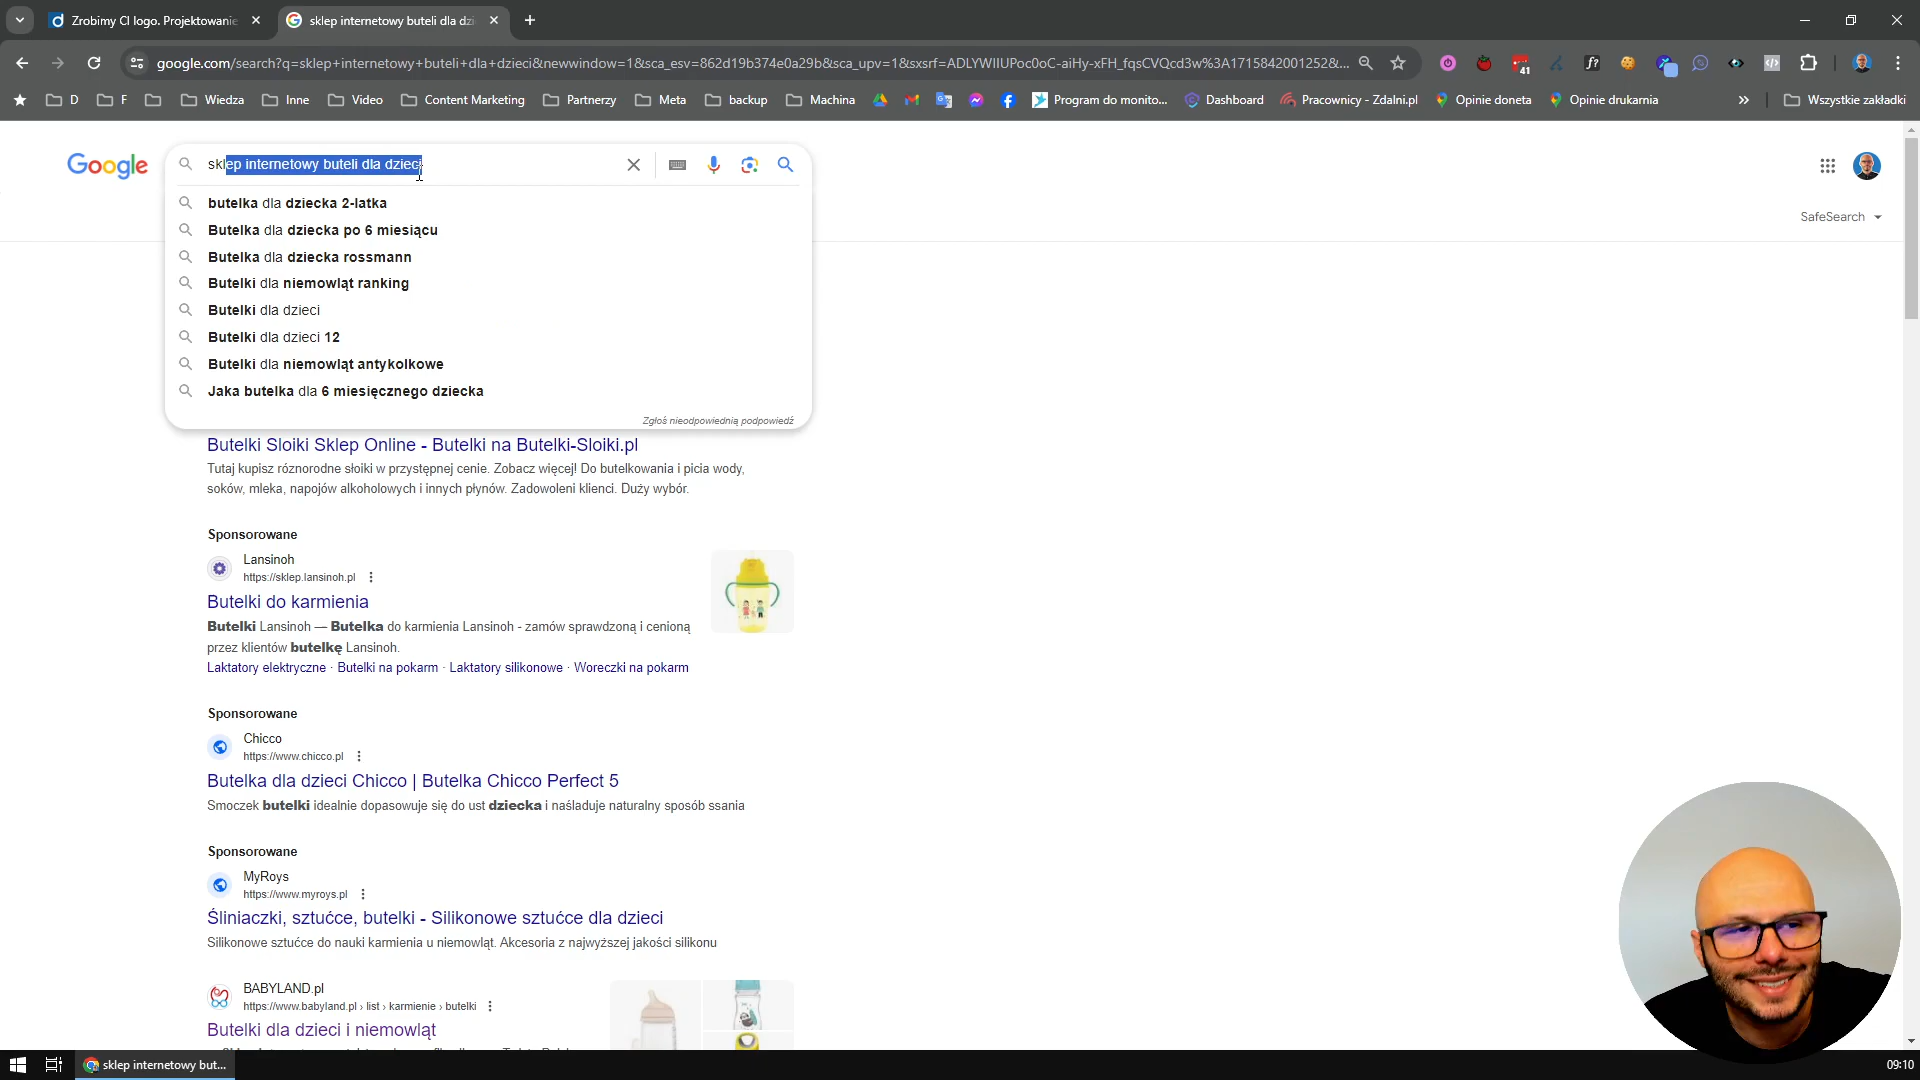 Zrobimy CI logo. Projektowanie
sklep internetowy buteli dla dzi
google.com/search?q=sklep+internetowy+buteli+dla+dzieci&newwindow=1&sca_esv=862d19b374e0a29b&sca_upv=1&sxsrf=ADLYWIIUPoc0oC-aiHy-xFH_fqsCVQcd3w%3A1715842001252&...
41
f?
D
F
Wiedza
Inne
Video
Content Marketing
Partnerzy
Meta
backup
Machina
Program do monito...
Dashboard
Pracownicy - Zdalni.pl
Opinie doneta
Opinie drukarnia
Wszystkie zakładki
Google
sklep internetowy buteli dla dzieci
SafeSearch
butelka dla dziecka 2-latka
Butelka dla dziecka po 6 miesiącu
Butelka dla dziecka rossmann
Butelki dla niemowląt ranking
Butelki dla dzieci
Butelki dla dzieci 12
Butelki dla niemowląt antykolkowe
Jaka butelka dla 6 miesięcznego dziecka
Zgłoś nieodpowiednią podpowiedź
Butelki Sloiki Sklep Online - Butelki na Butelki-Sloiki.pl
Tutaj kupisz róznorodne słoiki w przystępnej cenie. Zobacz więcej! Do butelkowania i picia wody,
soków, mleka, napojów alkoholowych i innych płynów. Zadowoleni klienci. Duży wybór.
Sponsorowane
Lansinoh
https://sklep.lansinoh.pl
Butelki do karmienia
Butelki Lansinoh — Butelka do karmienia Lansinoh - zamów sprawdzoną i cenioną
przez klientów butelkę Lansinoh.
Laktatory elektryczne · Butelki na pokarm · Laktatory silikonowe · Woreczki na pokarm
Sponsorowane
Chicco
https://www.chicco.pl
Butelka dla dzieci Chicco | Butelka Chicco Perfect 5
Smoczek butelki idealnie dopasowuje się do ust dziecka i naśladuje naturalny sposób ssania
Sponsorowane
MyRoys
https://www.myroys.pl
Śliniaczki, sztućce, butelki - Silikonowe sztućce dla dzieci
Silikonowe sztućce do nauki karmienia u niemowląt. Akcesoria z najwyższej jakości silikonu
BABYLAND.pl
https://www.babyland.pl › list › karmienie › butelki
Butelki dla dzieci i niemowląt
sklep internetowy but...
09:10